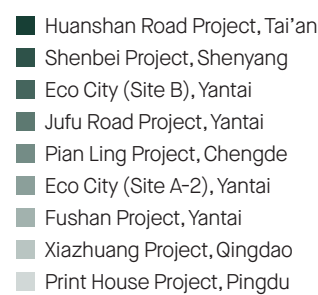 Huanshan Road Project, Tai’an
Shenbei Project, Shenyang
Eco City (Site B), Yantai
Jufu Road Project, Yantai
Pian Ling Project, Chengde
Eco City (Site A-2), Yantai
Fushan Project, Yantai
Xiazhuang Project, Qingdao
Print House Project, Pingdu